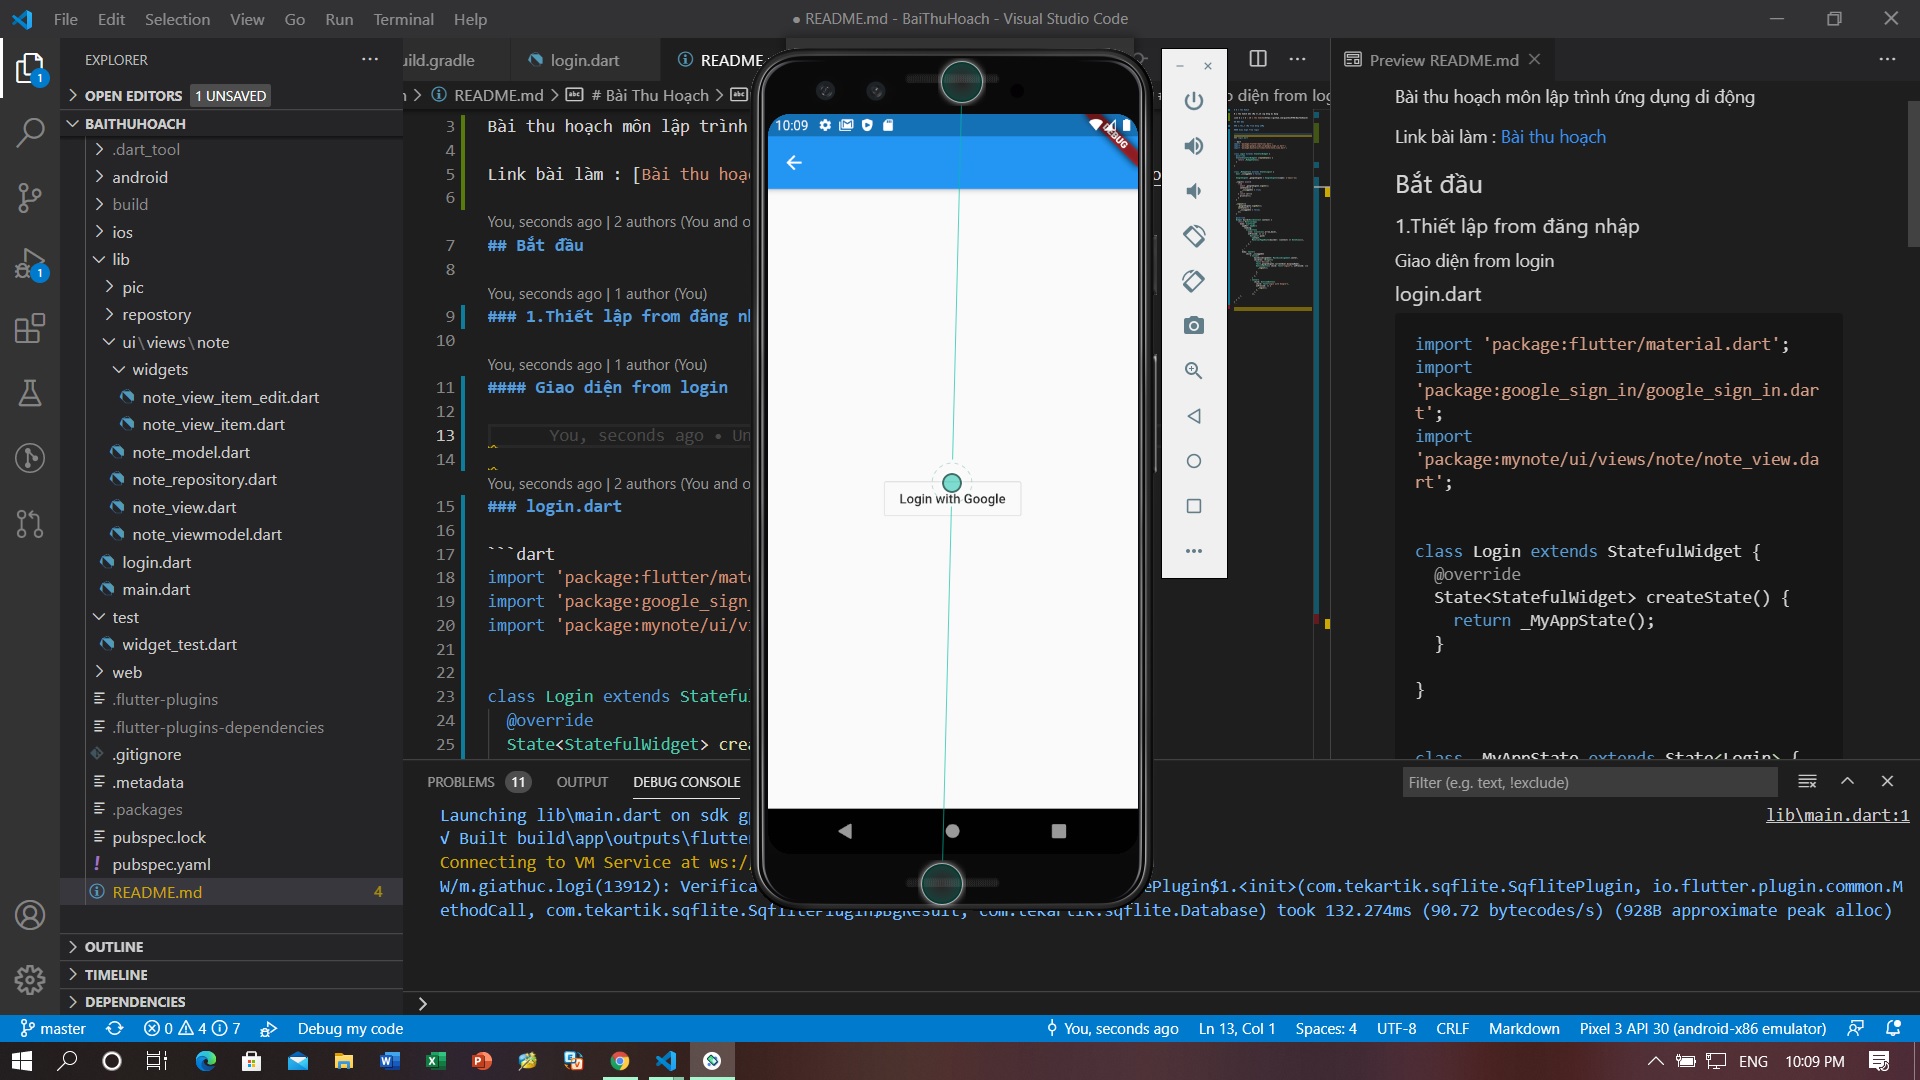 File Edit Selection View Go Run Terminal Help
● README.md - BaiThuHoach - Visual Studio Code
EXPLORER
OPEN EDITORS 1 UNSAVED
BAITHUHOACH
.dart_tool
android
build
ios
lib
pic
repostory
ui\views\note
widgets
note_view_item_edit.dart
note_view_item.dart
note_model.dart
note_repository.dart
note_view.dart
note_viewmodel.dart
login.dart
main.dart
test
widget_test.dart
web
.flutter-plugins
.flutter-plugins-dependencies
.gitignore
.metadata
.packages
pubspec.lock
pubspec.yaml
README.md 4
OUTLINE
TIMELINE
DEPENDENCIES
uild.gradle login.dart README.
README.md > # Bài Thu Hoạch >
diện from log
3 Bài thu hoạch môn lập trình
4
5 Link bài làm : [Bài thu hoạ
6
You, seconds ago | 2 authors (You and o
7 ## Bắt đầu
8
You, seconds ago | 1 author (You)
9 ### 1.Thiết lập from đăng nh
10
You, seconds ago | 1 author (You)
11 #### Giao diện from login
12
13 You, seconds ago • Un
14
You, seconds ago | 2 authors (You and o
15 ### login.dart
16
17 ```dart
18 import 'package:flutter/mate
19 import 'package:google_sign_
20 import 'package:mynote/ui/vi
21
22
23 class Login extends Stateful
24 @override
25 State<StatefulWidget> crea
10:09
DEBUG
Login with Google
Preview README.md
Bài thu hoạch môn lập trình ứng dụng di động
Link bài làm : Bài thu hoạch
Bắt đầu
1.Thiết lập from đăng nhập
Giao diện from login
login.dart
import 'package:flutter/material.dart';
import
'package:google_sign_in/google_sign_in.dar
t';
import
'package:mynote/ui/views/note/note_view.da
rt';
class Login extends StatefulWidget {
@override
State<StatefulWidget> createState() {
return _MyAppState();
}
}
class _MyAppState extends State<Login> {
PROBLEMS 11 OUTPUT DEBUG CONSOLE
Filter (e.g. text, !exclude)
Launching lib\main.dart on sdk g
lib\main.dart:1
√ Built build\app\outputs\flutter
Connecting to VM Service at ws:/
W/m.giathuc.logi(13912): Verifica ePlugin$1.<init>(com.tekartik.sqflite.SqflitePlugin, io.flutter.plugin.common.M
ethodCall, com.tekartik.sqflite.SqflitePlugin$BgResult, com.tekartik.sqflite.Database) took 132.274ms (90.72 bytecodes/s) (928B approximate peak alloc)
master 0 4 7 Debug my code
You, seconds ago Ln 13, Col 1 Spaces: 4 UTF-8 CRLF Markdown Pixel 3 API 30 (android-x86 emulator)
ENG 10:09 PM